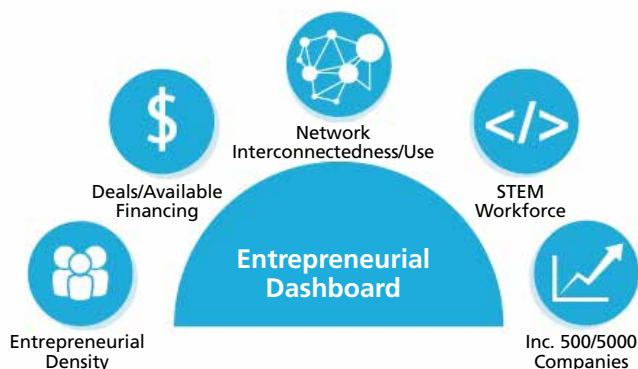 $
</>
Network
Interconnectedness/Use
Deals/Available
Financing
STEM
Workforce
Entrepreneurial
Dashboard
Entrepreneurial
Density
Inc. 500/5000
Companies